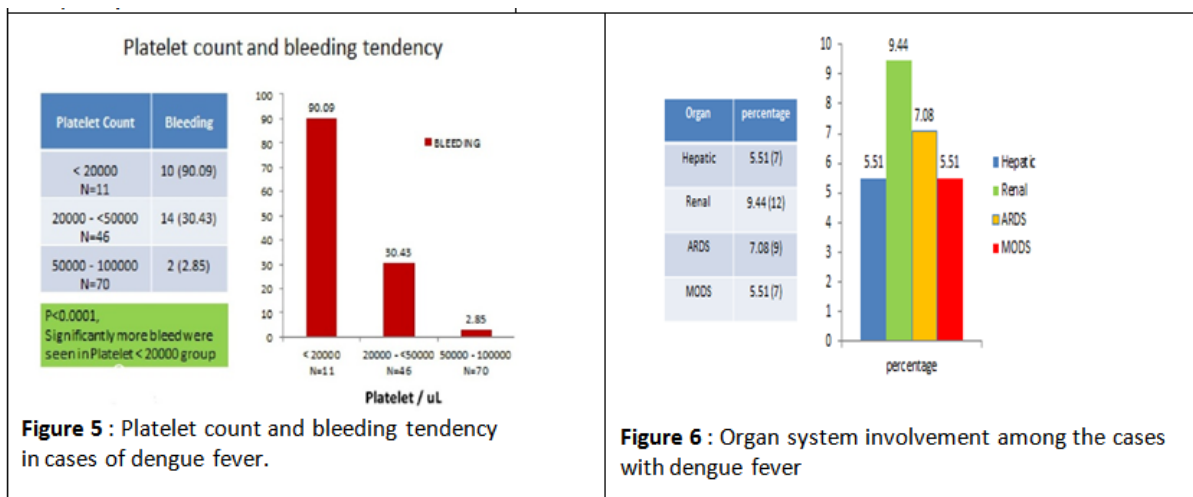 Platelet count and bleeding tendency
Platelet Count Bleeding
< 20000 10 (90.09)
N=11
20000 - <50000 14 (30.43)
N=46
50000 - 100000 2 (2.85)
N=70
P<0.0001,
Significantly more bleed were
seen in Platelet < 20000 group
100
90
80
70
60
50
40
30
20
10
0
90.09
30.43
2.85
BLEEDING
< 20000 20000 - <50000 50000 - 100000
N=11 N=46 N=70
Platelet / uL
Figure 5 : Platelet count and bleeding tendency
in cases of dengue fever.
Organ percentage
Hepatic 5.51 (7)
Renal 9.44 (12)
ARDS 7.08 (9)
MODS 5.51 (7)
10
9
8
7
6
5
4
3
2
1
0
5.51
9.44
7.08
5.51
percentage
Hepatic
Renal
ARDS
MODS
Figure 6 : Organ system involvement among the cases
with dengue fever